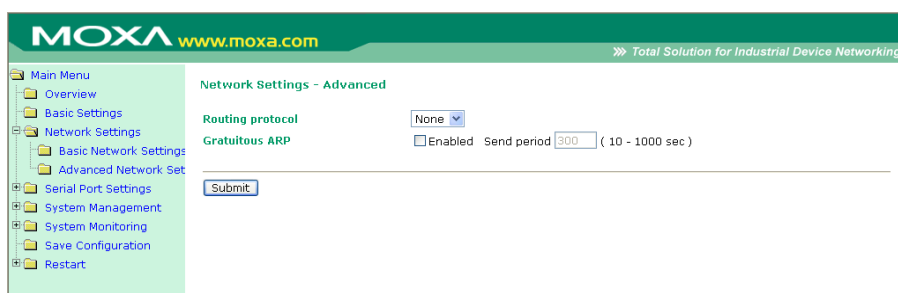 MOXA www.moxa.com
Total Solution for Industrial Device Networking
Main Menu
Overview
Basic Settings
Network Settings
Basic Network Settings
Advanced Network Set
Serial Port Settings
System Management
System Monitoring
Save Configuration
Restart
Network Settings - Advanced
Routing protocol None
Gratuitous ARP Enabled Send period 300 ( 10 - 1000 sec )
Submit